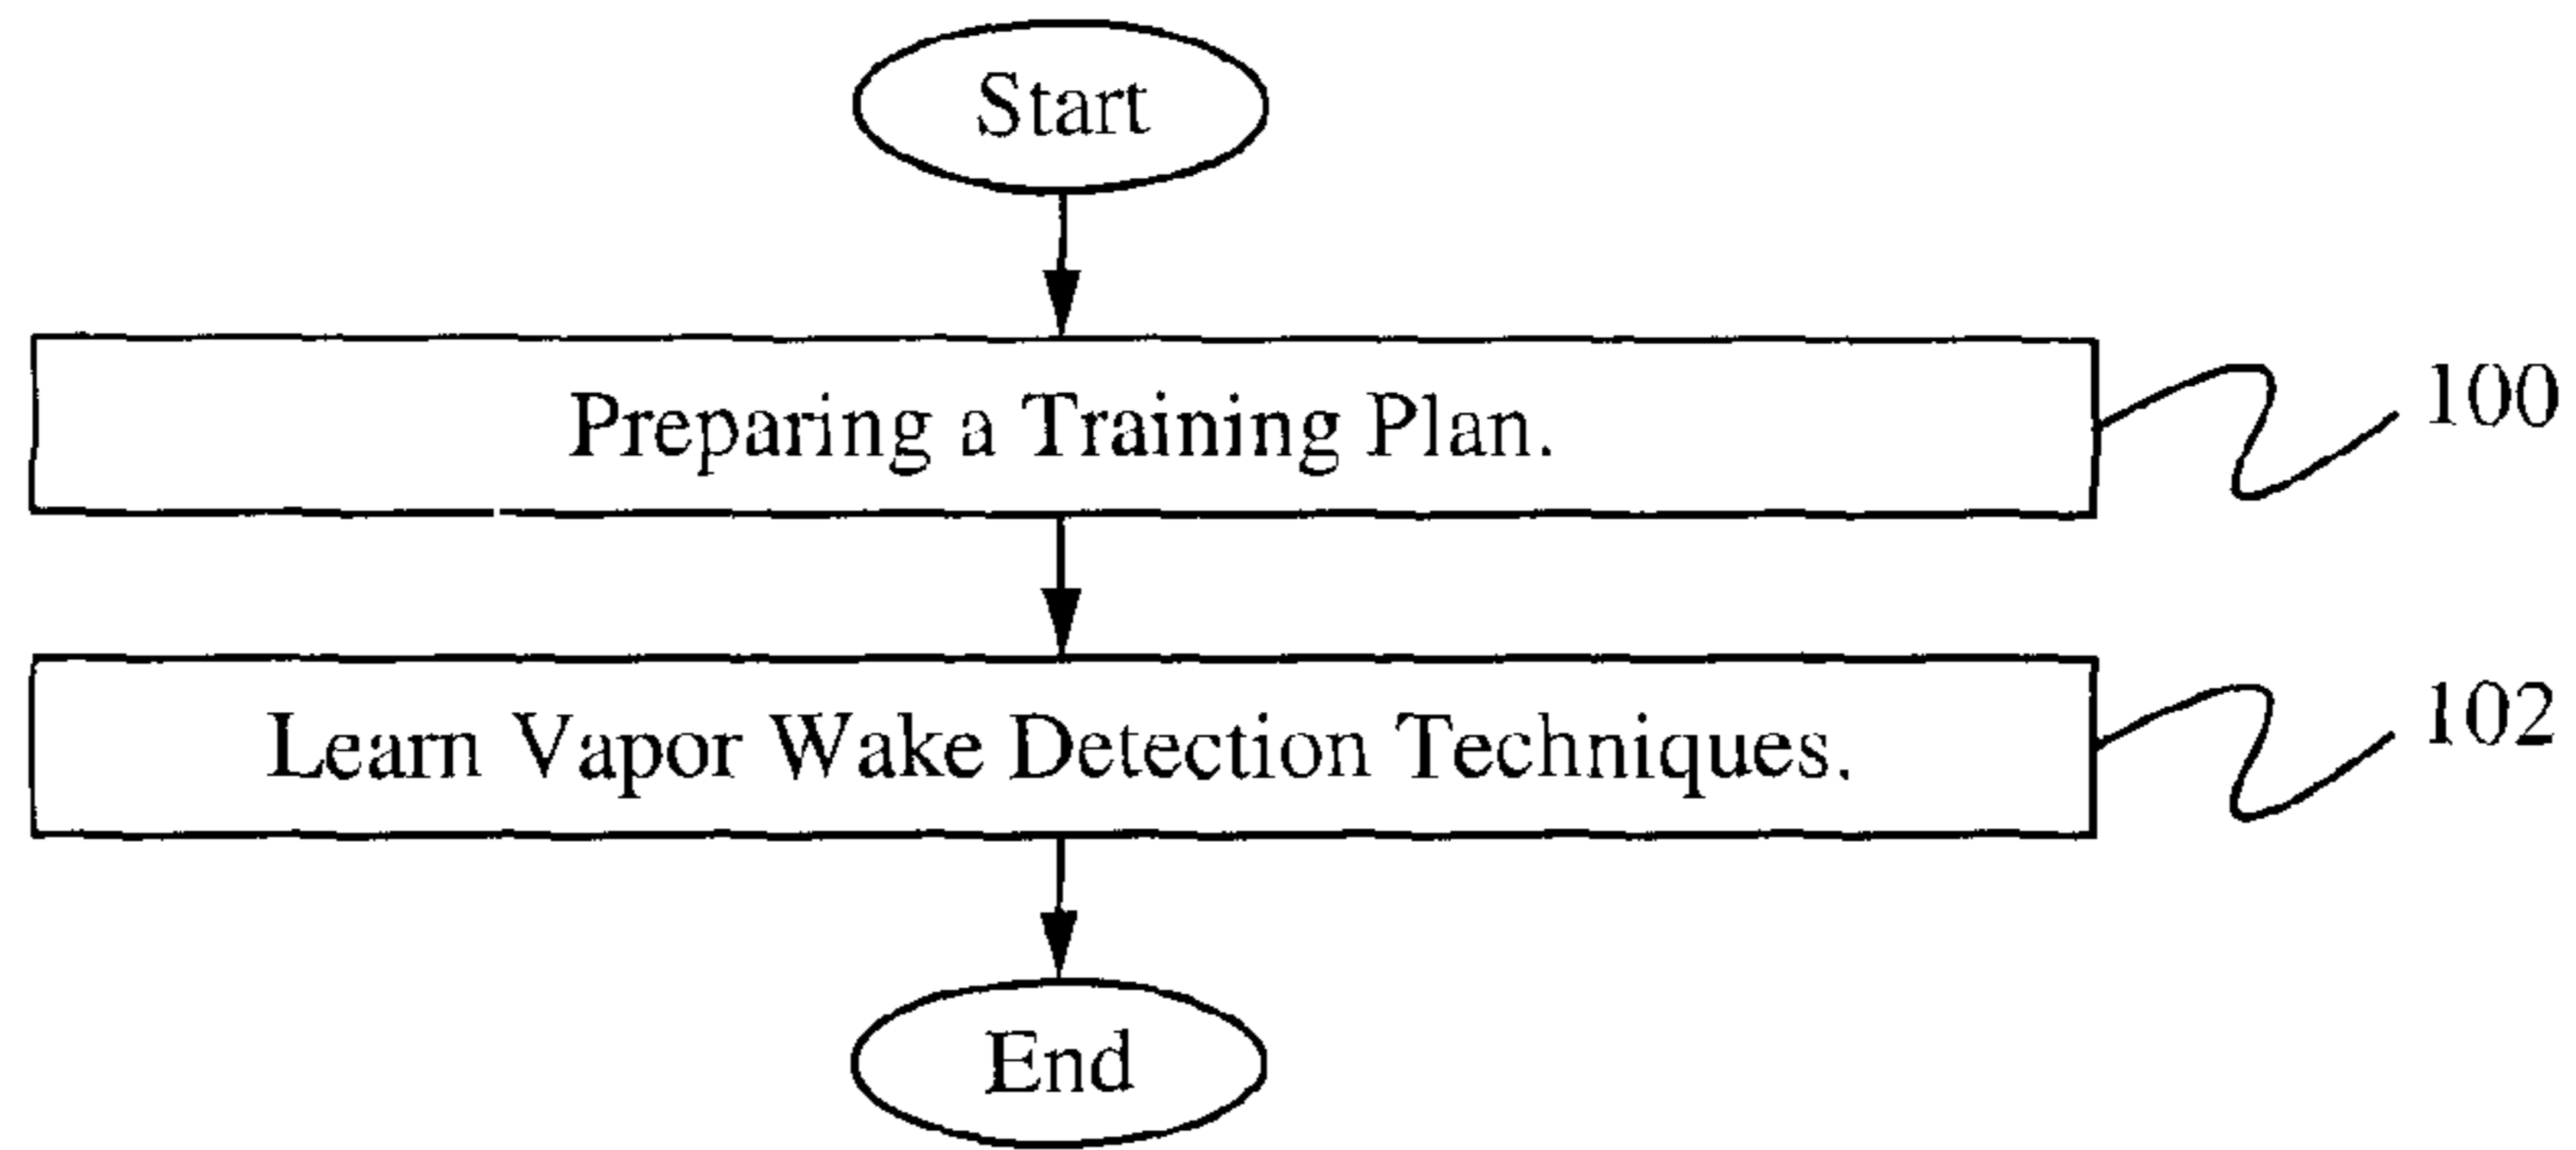 Start
Preparing a Training Plan.
100
Learn Vapor Wake Detection Techniques.
102
End